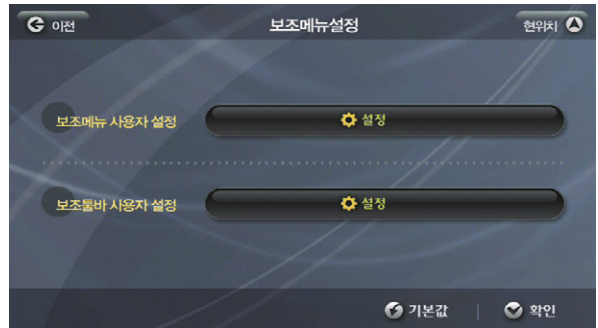 이전 보조메뉴설정 현위치
보조메뉴 사용자 설정 설정
보조툴바 사용자 설정 설정
기본값 확인